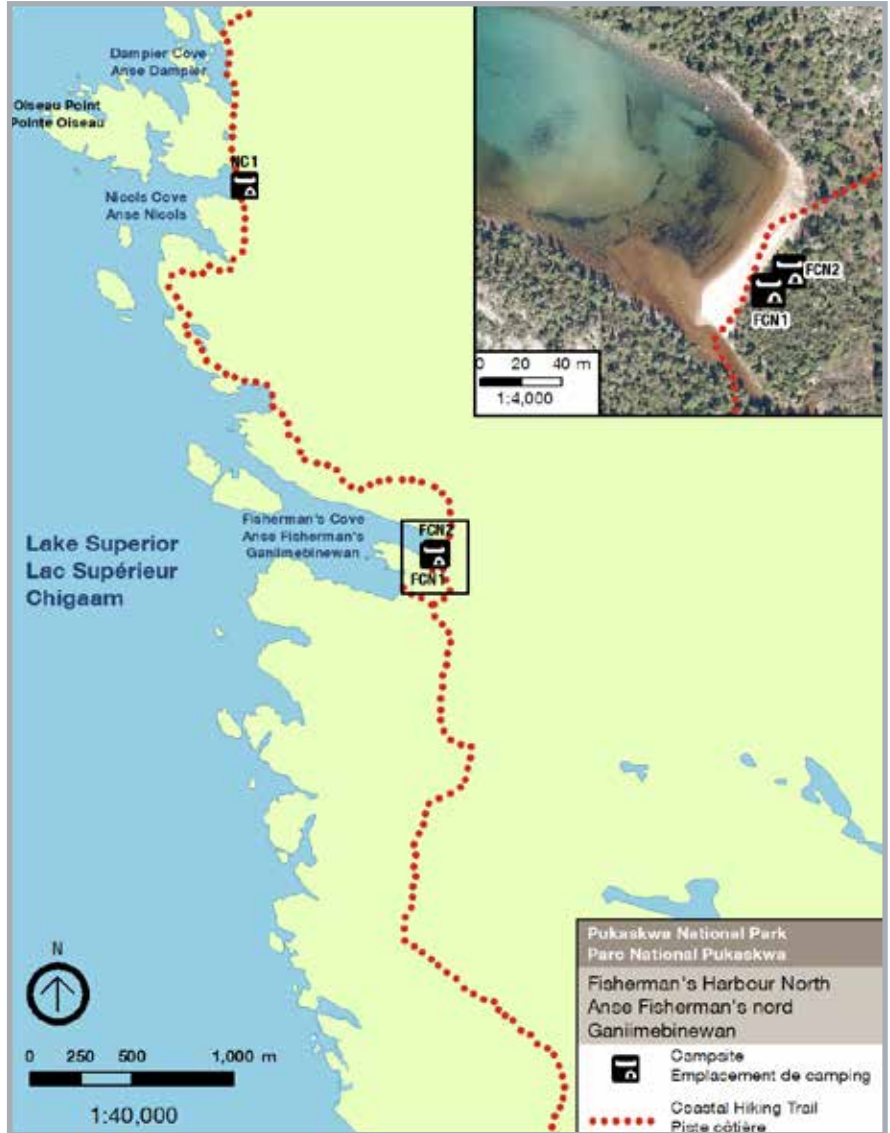 Dampier Cove
Anse Dampier
Oiseau Point
Pointe Oiseau
NC1
Nicols Cove
Anse Nicols
FCN2
FCN1
0 20 40 m
1:4,000
Fisherman's Cove
Anse Fisherman's
Ganiimebinewan
FCN2
FCN1
Lake Superior
Lac Supérieur
Chigaam
N
0 250 500 1,000 m
1:40,000
Pukaskwa National Park
Parc National Pukaskwa
Fisherman's Harbour North
Anse Fisherman's nord
Ganiimebinewan
Campsite
Emplacement de camping
Coastal Hiking Trail
Piste côtière